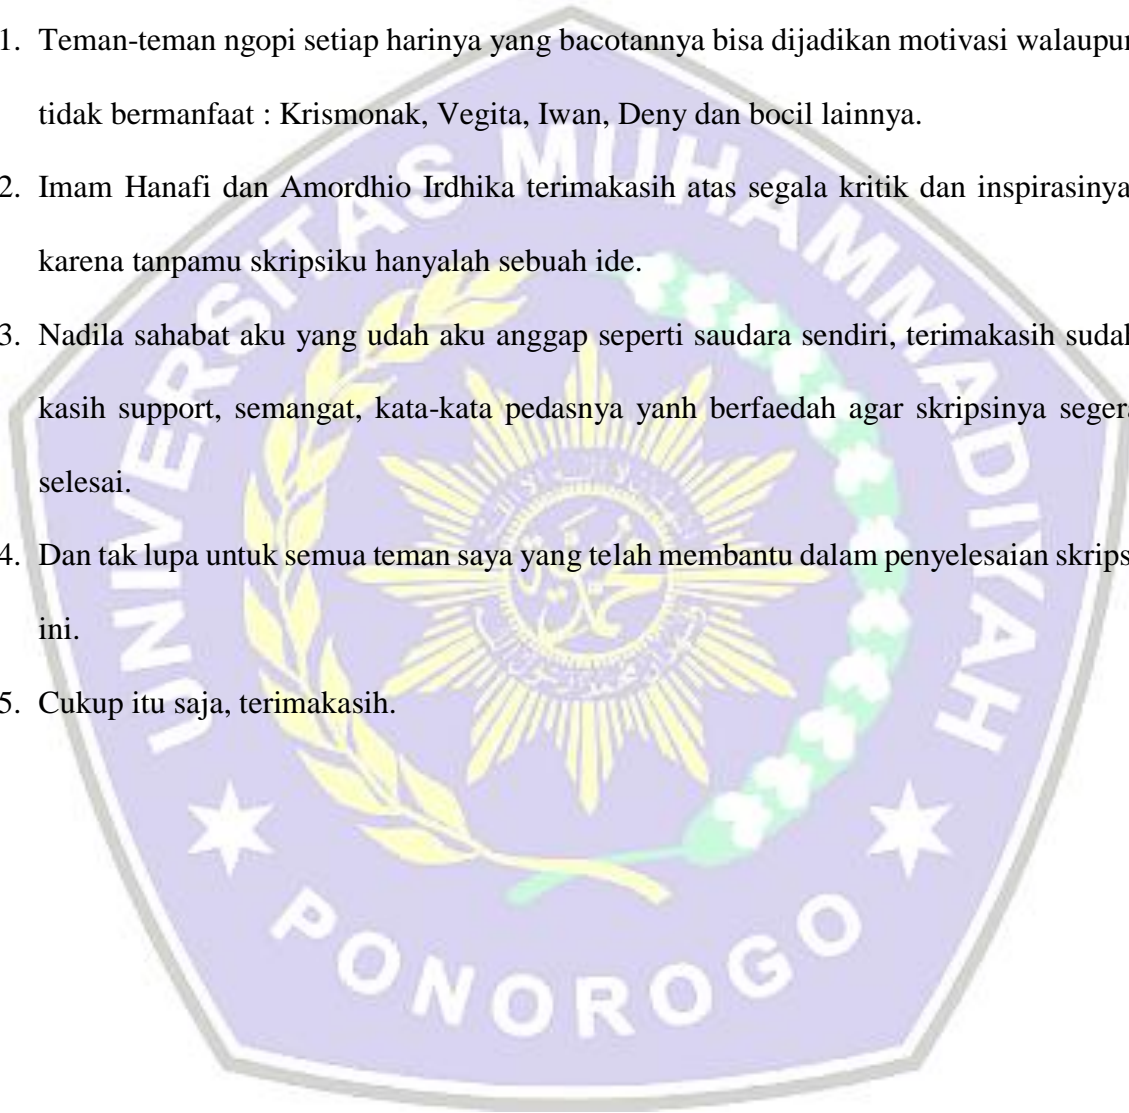 1. Teman-teman ngopi setiap harinya yang bacotannya bisa dijadikan motivasi walaupun
tidak bermanfaat : Krismonak, Vegita, Iwan, Deny dan bocil lainnya.
2. Imam Hanafi dan Amordhio Irdhika terimakasih atas segala kritik dan inspirasinya
karena tanpamu skripsiku hanyalah sebuah ide.
3. Nadila sahabat aku yang udah aku anggap seperti saudara sendiri, terimakasih sudah
kasih support, semangat, kata-kata pedasnya yanh berfaedah agar skripsinya segera
selesai.
4. Dan tak lupa untuk semua teman saya yang telah membantu dalam penyelesaian skrips
ini.
5. Cukup itu saja, terimakasih.
UNIVERSITAS MUHAMMADIYAH
PONOROGO